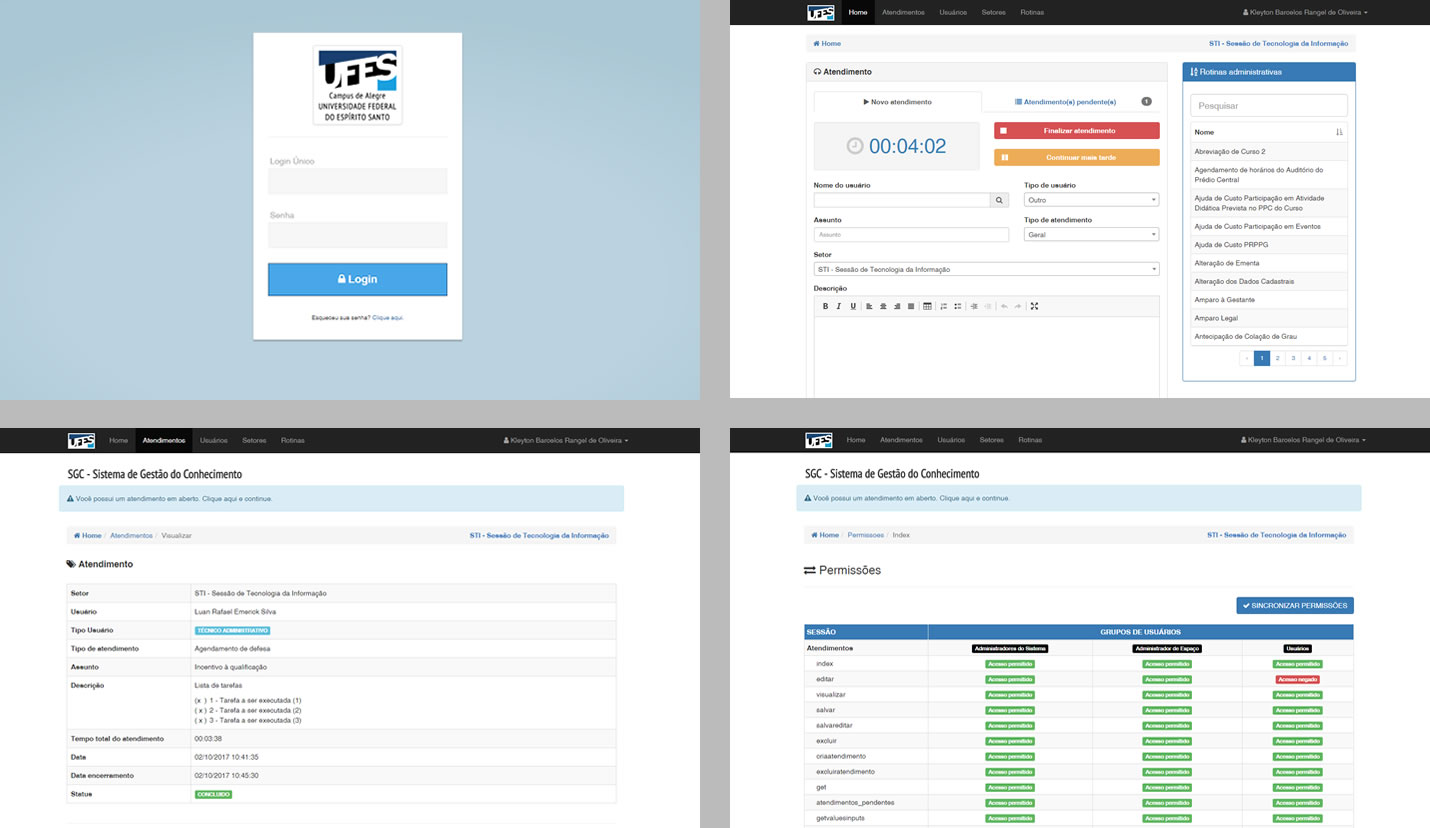 UFES
Campus de Alegre
UNIVERSIDADE FEDERAL
DO ESPÍRITO SANTO
Login Único
Senha
Login
Esqueceu sua senha? Clique aqui.
UFES Home Atendimentos Usuários Setores Rotinas Kleyton Barcelos Rangel de Oliveira
Home STI - Sessão de Tecnologia da Informação
Atendimento
Novo atendimento Atendimento(s) pendente(s) 1
00:04:02
Finalizar atendimento
Continuar mais tarde
Nome do usuário Tipo de usuário
Outro
Assunto Tipo de atendimento
Assunto Geral
Setor
STI - Sessão de Tecnologia da Informação
Descrição
B I U
Rotinas administrativas
Pesquisar
Nome
Abreviação de Curso 2
Agendamento de horários do Auditório do
Prédio Central
Ajuda de Custo Participação em Atividade
Didática Prevista no PPC do Curso
Ajuda de Custo Participação em Eventos
Ajuda de Custo PRPPG
Alteração de Ementa
Alteração dos Dados Cadastrais
Amparo à Gestante
Amparo Legal
Antecipação de Colação de Grau
‹ 1 2 3 4 5 ›
UFES Home Atendimentos Usuários Setores Rotinas Kleyton Barcelos Rangel de Oliveira
SGC - Sistema de Gestão do Conhecimento
Você possui um atendimento em aberto. Clique aqui e continue.
Home / Atendimentos / Visualizar STI - Sessão de Tecnologia da Informação
Atendimento
Setor STI - Sessão de Tecnologia da Informação
Usuário Luan Rafael Emerick Silva
Tipo Usuário TÉCNICO ADMINISTRATIVO
Tipo de atendimento Agendamento de defesa
Assunto Incentivo à qualificação
Descrição Lista de tarefas
(x ) 1 - Tarefa a ser executada (1)
( x ) 2 - Tarefa a ser executada (2)
( x ) 3 - Tarefa a ser executada (3)
Tempo total do atendimento 00:03:38
Data 02/10/2017 10:41:35
Data encerramento 02/10/2017 10:45:30
Status CONCLUÍDO
UFES Home Atendimentos Usuários Setores Rotinas Kleyton Barcelos Rangel de Oliveira
SGC - Sistema de Gestão do Conhecimento
Você possui um atendimento em aberto. Clique aqui e continue.
Home / Permissoes / Index STI - Sessão de Tecnologia da Informação
Permissões
SINCRONIZAR PERMISSÕES
SESSÃO GRUPOS DE USUÁRIOS
Atendimentos Administradores do Sistema Administrador de Espaço Usuários
index Acesso permitido Acesso permitido Acesso permitido
editar Acesso permitido Acesso permitido Acesso negado
visualizar Acesso permitido Acesso permitido Acesso permitido
salvar Acesso permitido Acesso permitido Acesso permitido
salvareditar Acesso permitido Acesso permitido Acesso permitido
excluir Acesso permitido Acesso permitido Acesso permitido
criaatendimento Acesso permitido Acesso permitido Acesso permitido
excluiratendimento Acesso permitido Acesso permitido Acesso permitido
get Acesso permitido Acesso permitido Acesso permitido
atendimentos_pendentes Acesso permitido Acesso permitido Acesso permitido
getvaluesinputs Acesso permitido Acesso permitido Acesso permitido